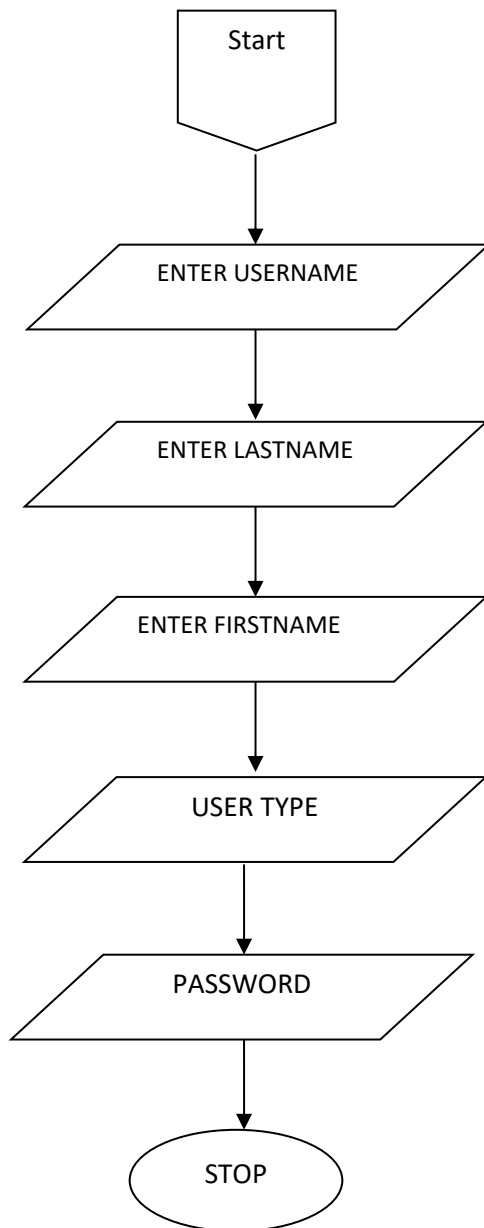 Start
ENTER USERNAME
ENTER LASTNAME
ENTER FIRSTNAME
USER TYPE
PASSWORD
STOP